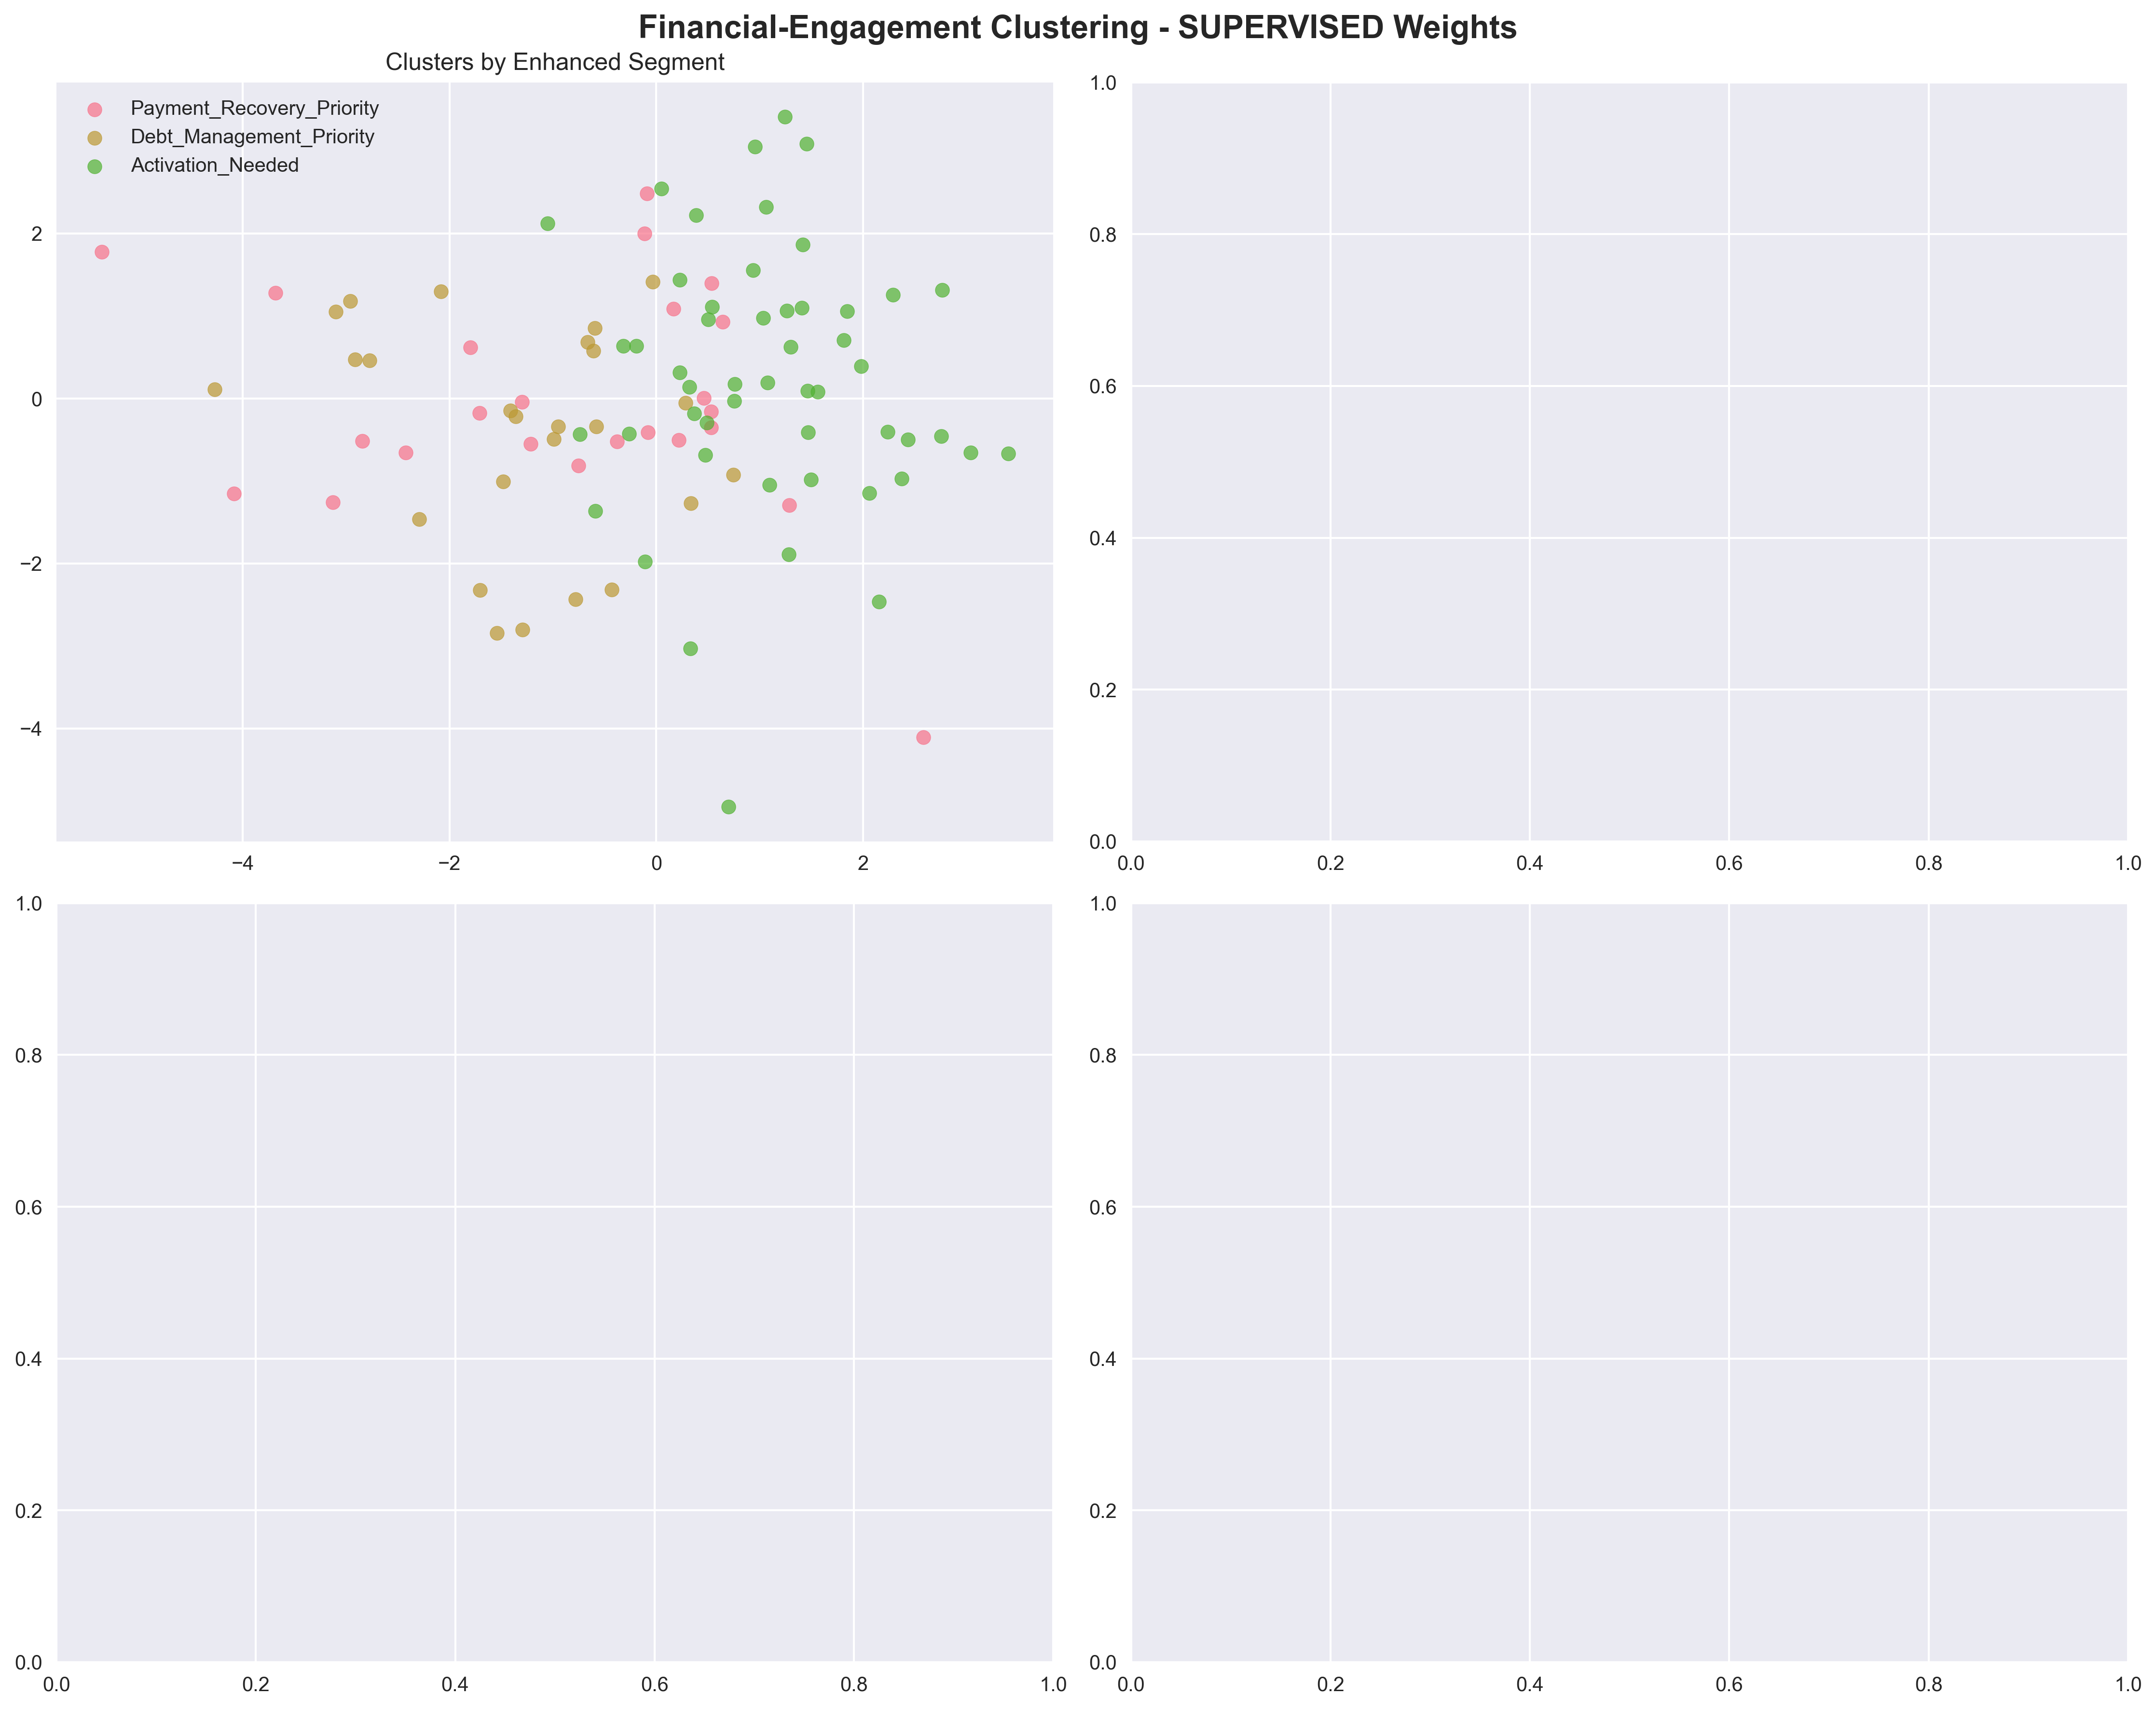 Financial-Engagement Clustering - SUPERVISED Weights
Clusters by Enhanced Segment
Payment_Recovery_Priority
Debt_Management_Priority
Activation_Needed
2
0
−2
−4
−4 −2 0 2
1.0
0.8
0.6
0.4
0.2
0.0
0.0 0.2 0.4 0.6 0.8 1.0
1.0
0.8
0.6
0.4
0.2
0.0
0.0 0.2 0.4 0.6 0.8 1.0
1.0
0.8
0.6
0.4
0.2
0.0
0.0 0.2 0.4 0.6 0.8 1.0